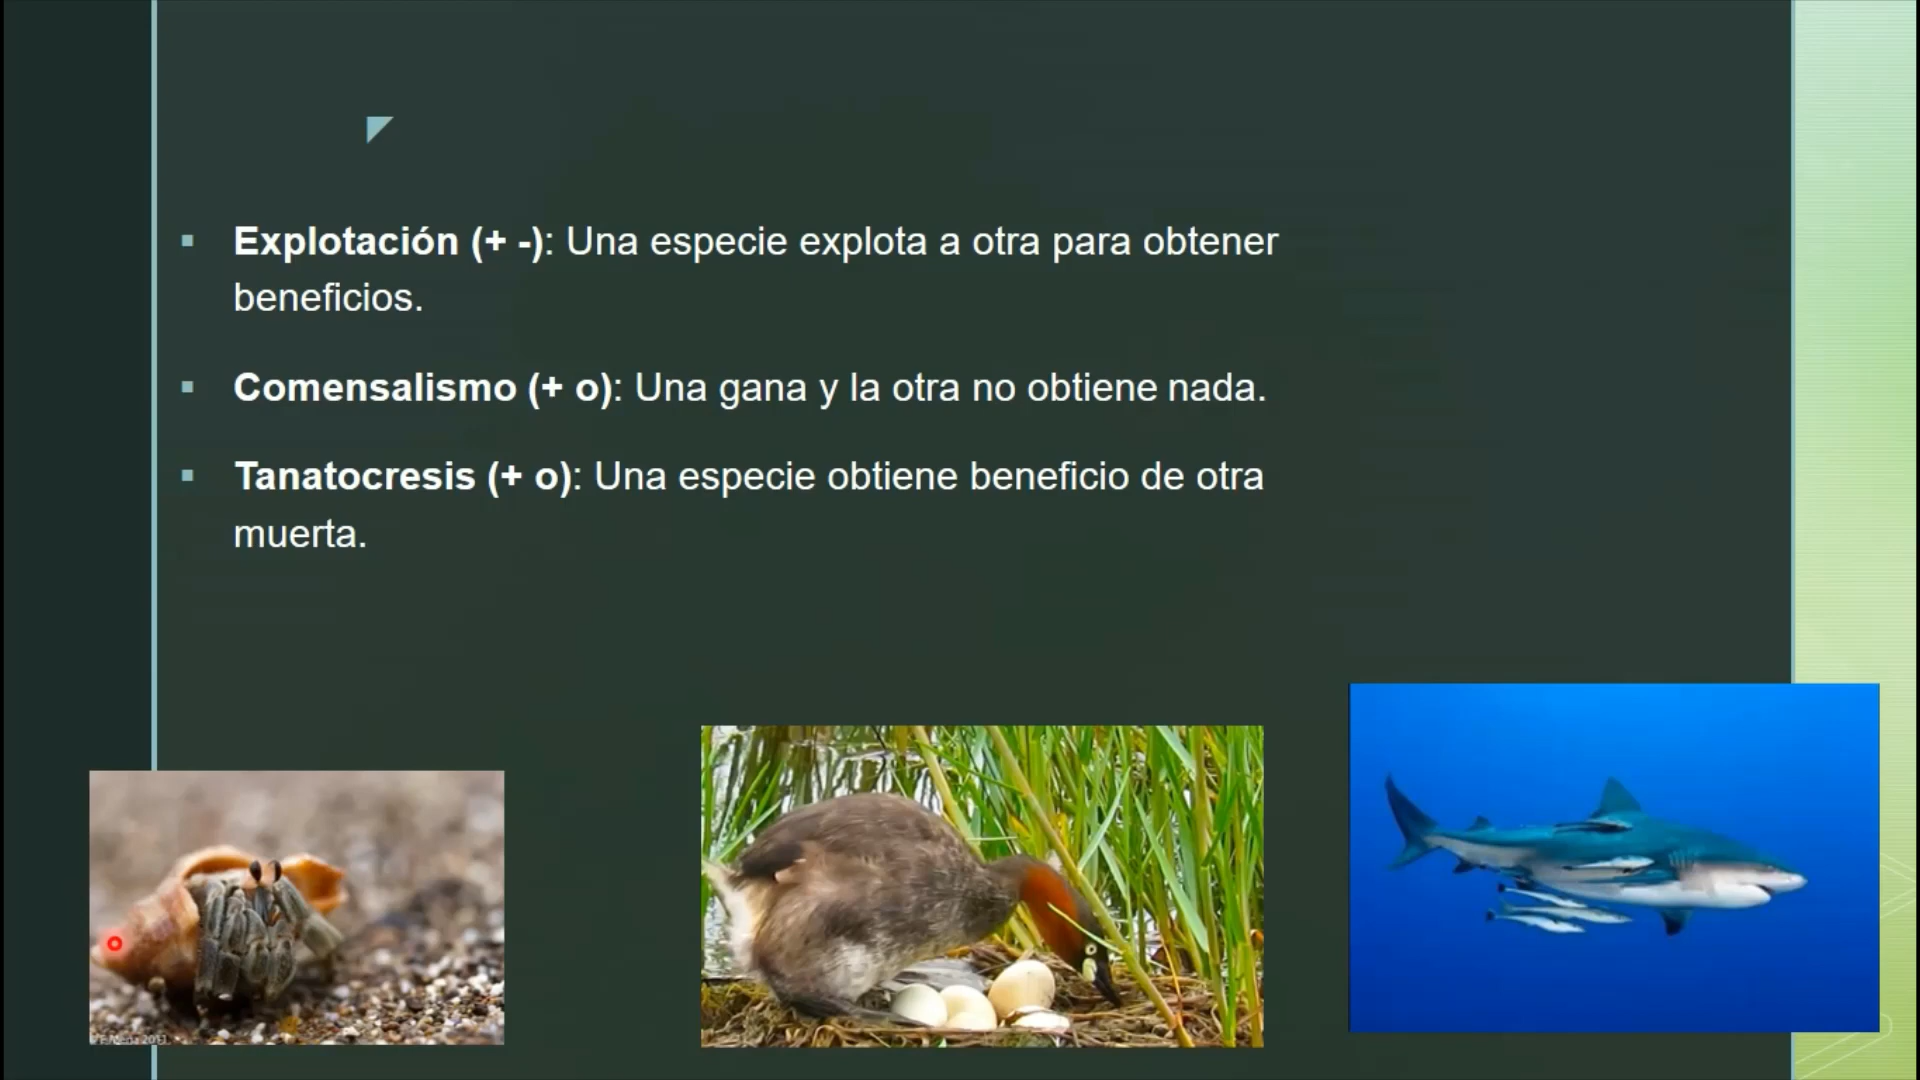 Explotación (+ -): Una especie explota a otra para obtener
beneficios.
Comensalismo (+ o): Una gana y la otra no obtiene nada.
Tanatocresis (+ o): Una especie obtiene beneficio de otra
muerta.